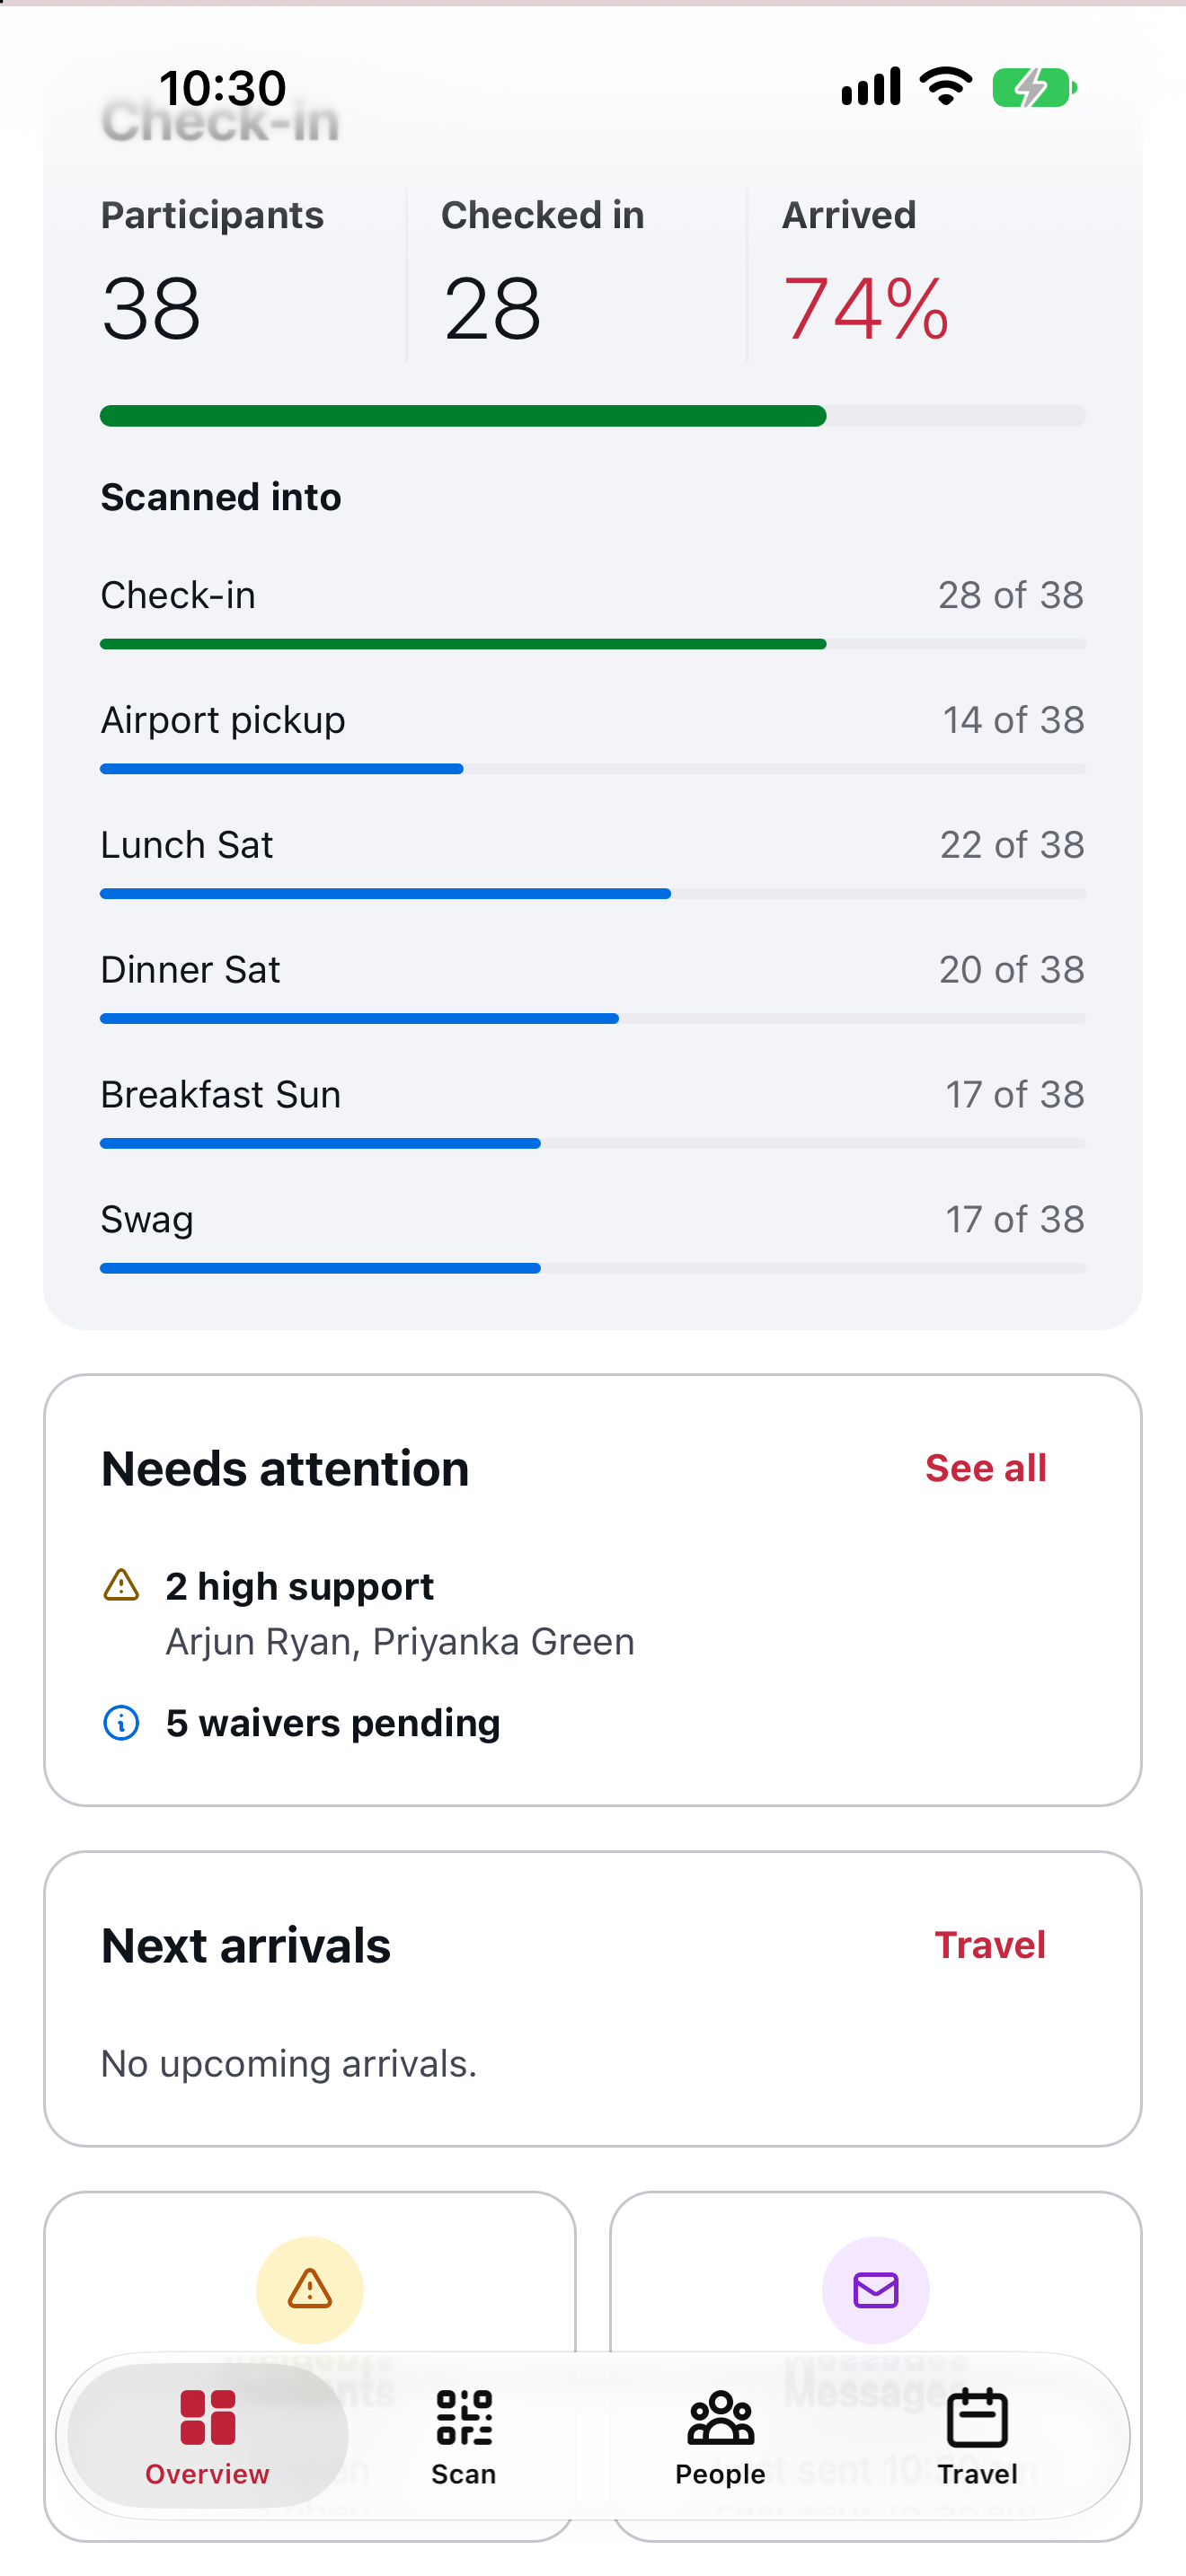 10:30
Check-in
Participants
Checked in
Arrived
38
28
74%
Scanned into
Check-in
28 of 38
Airport pickup
14 of 38
Lunch Sat
22 of 38
Dinner Sat
20 of 38
Breakfast Sun
17 of 38
Swag
17 of 38
Needs attention
See all
2 high support
Arjun Ryan, Priyanka Green
5 waivers pending
Next arrivals
Travel
No upcoming arrivals.
Messages
Overview
Scan
People
Travel